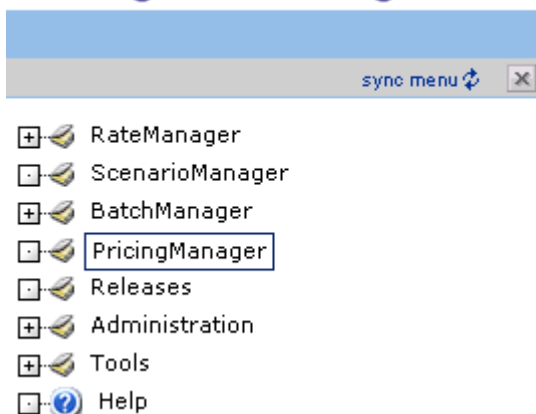 sync menu
RateManager
ScenarioManager
BatchManager
PricingManager
Releases
Administration
Tools
Help